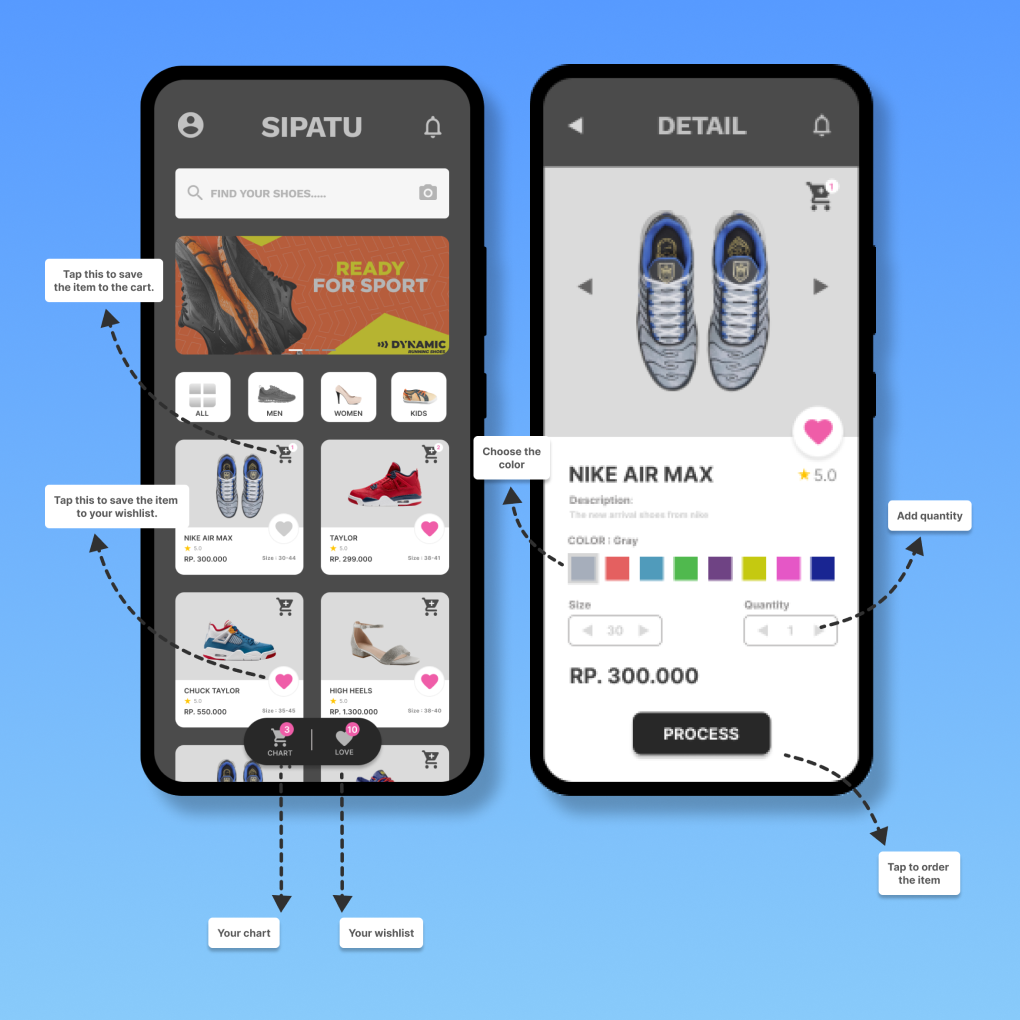 SIPATU
FIND YOUR SHOES.....
READY
FOR SPORT
DYNAMIC
RUNNING SHOES
ALL
MEN
WOMEN
KIDS
1
2
NIKE AIR MAX
5.0
RP. 300.000
Size : 30-44
TAYLOR
5.0
RP. 299.000
Size : 38-41
CHUCK TAYLOR
5.0
RP. 550.000
Size : 35-45
HIGH HEELS
5.0
RP. 1.300.000
Size : 38-40
3
CHART
10
LOVE
Tap this to save
the item to the cart.
Tap this to save the item
to your wishlist.
Your chart
Your wishlist
DETAIL
1
NIKE AIR MAX
5.0
Description:
The new arrival shoes from nike
COLOR : Gray
Size
30
Quantity
1
RP. 300.000
PROCESS
Choose the
color
Add quantity
Tap to order
the item